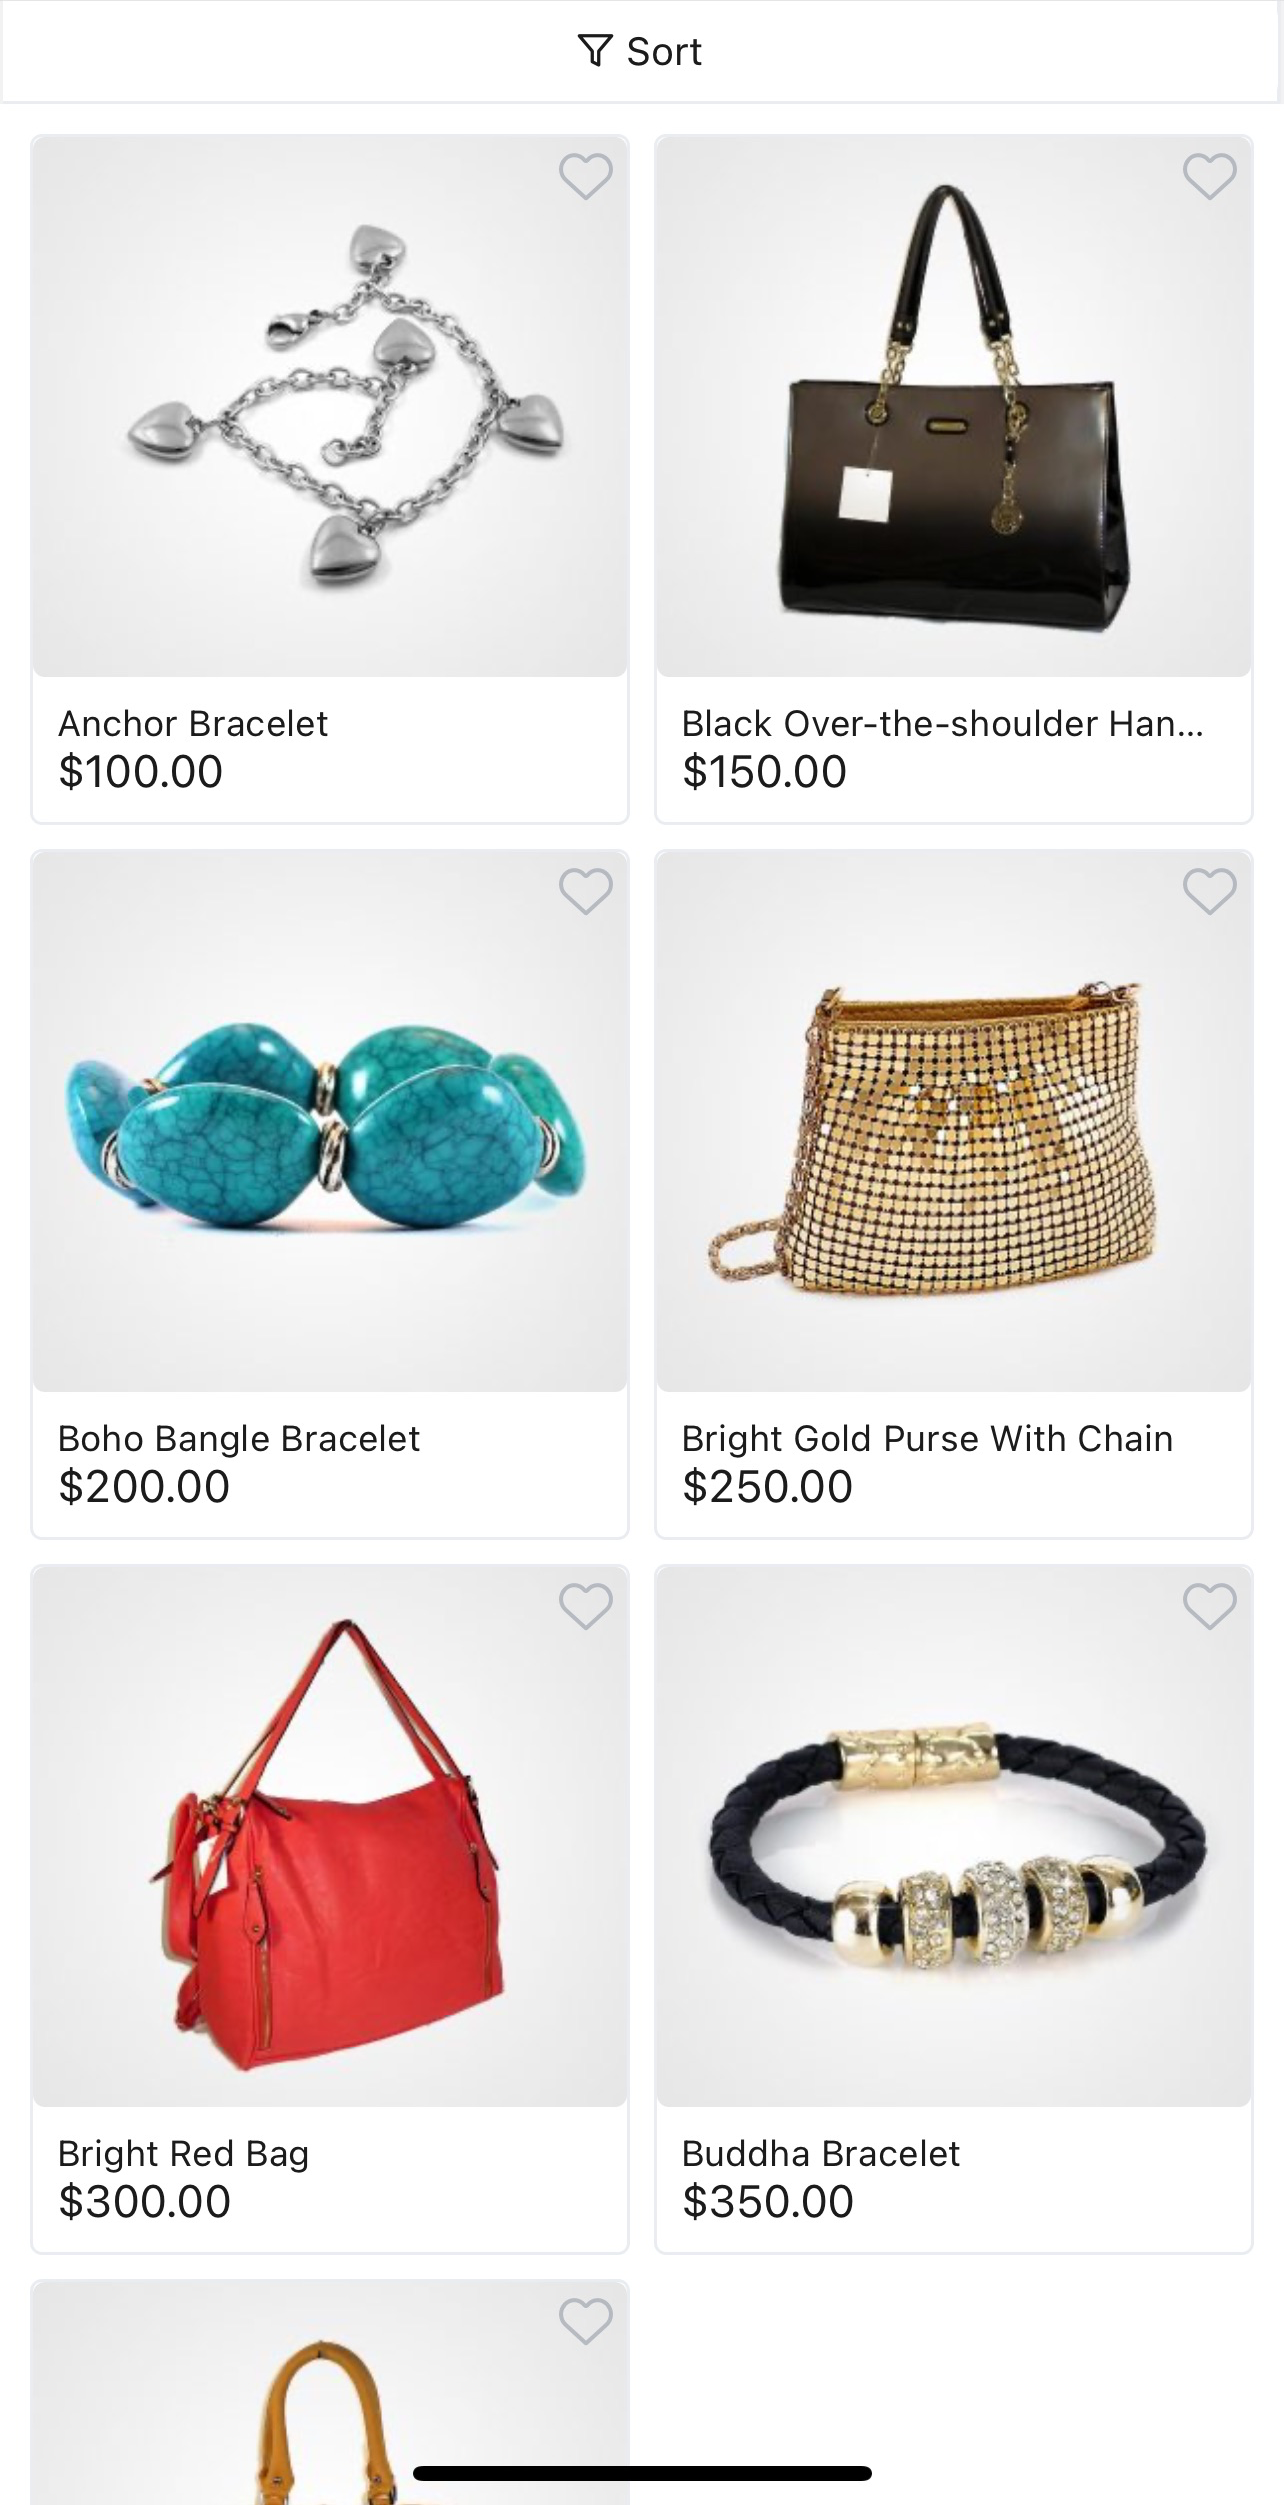 Sort
Anchor Bracelet
$100.00
Black Over-the-shoulder Han...
$150.00
Boho Bangle Bracelet
$200.00
Bright Gold Purse With Chain
$250.00
Bright Red Bag
$300.00
Buddha Bracelet
$350.00